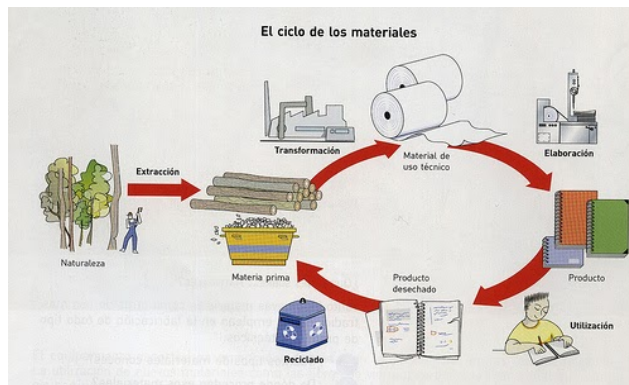 El ciclo de los materiales
Transformación
Material de
uso técnico
Elaboración
Extracción
Naturaleza
Materia prima
Producto
desechado
Producto
Reciclado
Utilización